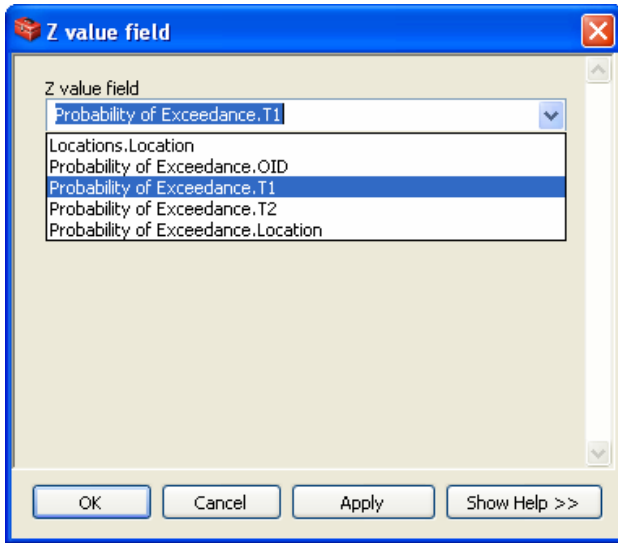 Z value field
Z value field
Probability of Exceedance.T1
Locations.Location
Probability of Exceedance.OID
Probability of Exceedance.T1
Probability of Exceedance.T2
Probability of Exceedance.Location
OK Cancel Apply Show Help >>